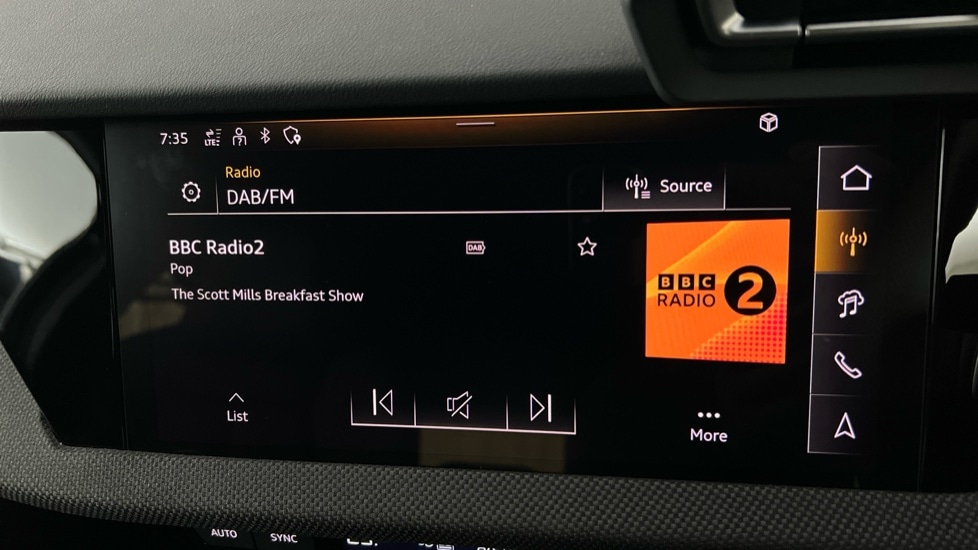 7:35 LTE
Radio
DAB/FM
Source
BBC Radio2
DAB
Pop
The Scott Mills Breakfast Show
BBC
RADIO 2
List
More
AUTO
SYNC